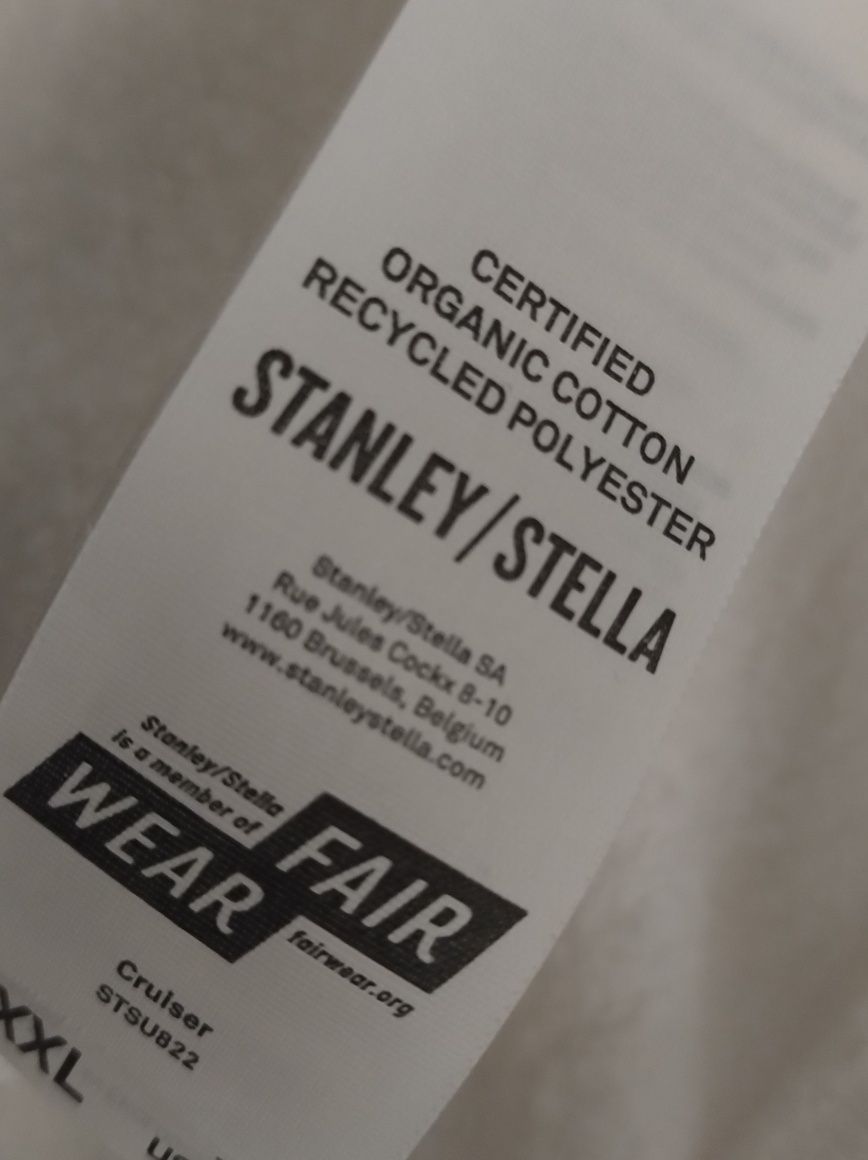 CERTIFIED
ORGANIC COTTON
RECYCLED POLYESTER
STANLEY/STELLA
Stanley/Stella SA
Rue Jules Cockx 8-10
1160 Brussels, Belgium
www.stanleystella.com
Stanley/Stella
is a member of
FAIR
WEAR
fairwear.org
Cruiser
STSU822
XXL